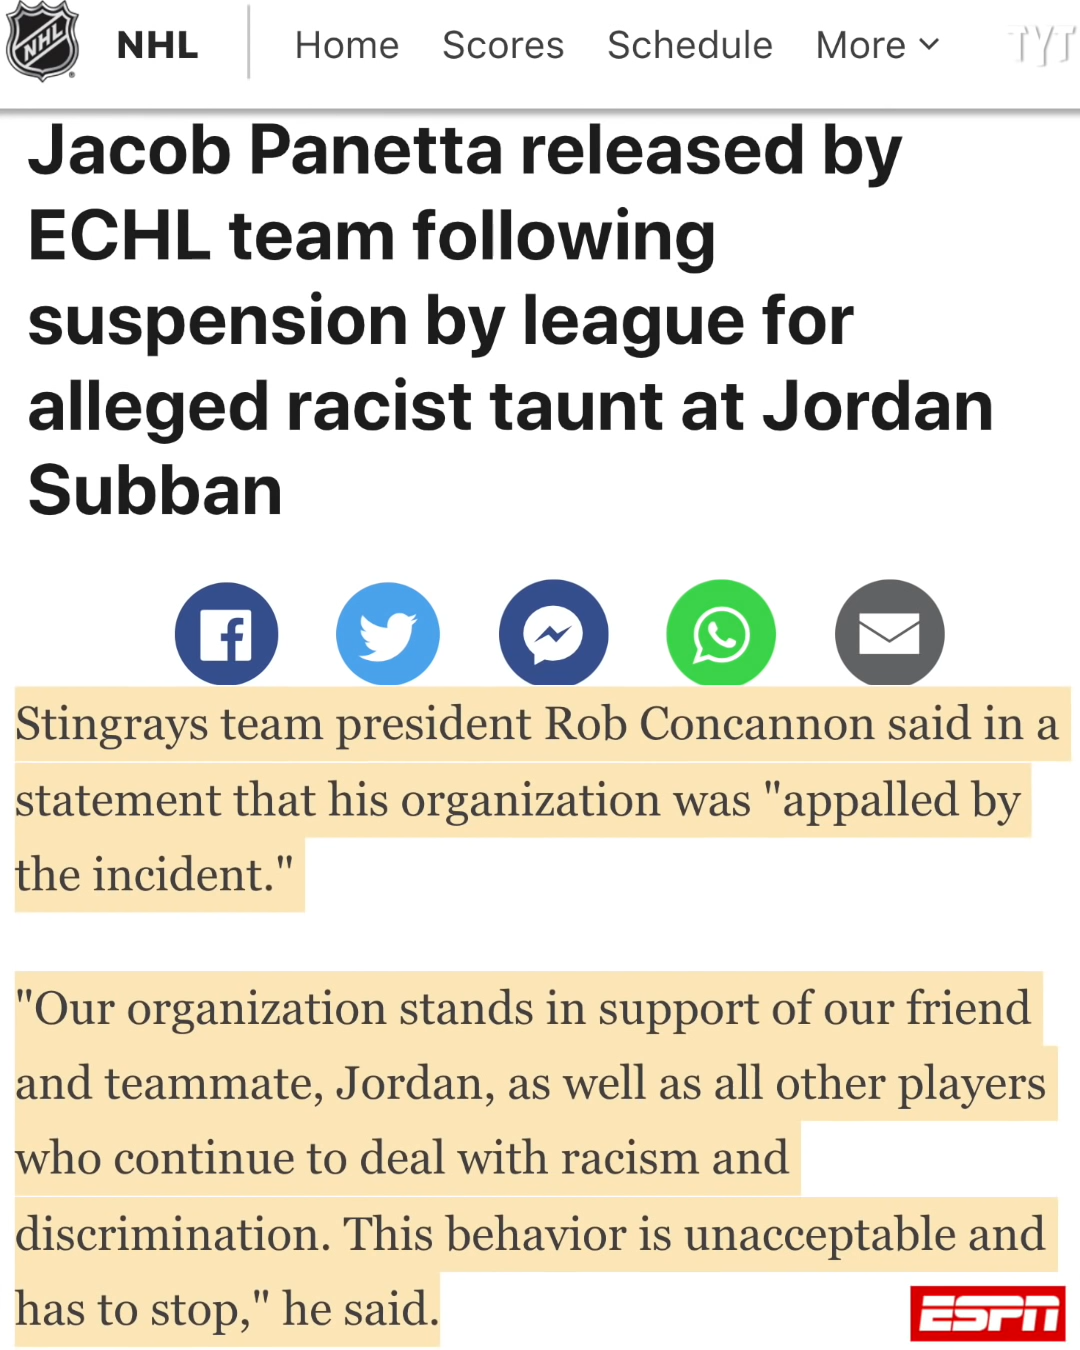 NHL
NHL Home Scores Schedule More TYT
Jacob Panetta released by
ECHL team following
suspension by league for
alleged racist taunt at Jordan
Subban
Stingrays team president Rob Concannon said in a
statement that his organization was "appalled by
the incident."
"Our organization stands in support of our friend
and teammate, Jordan, as well as all other players
who continue to deal with racism and
discrimination. This behavior is unacceptable and
has to stop," he said.
ESPN